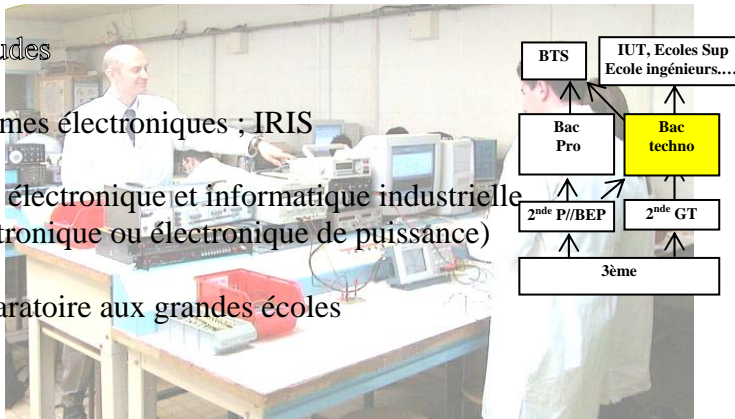 udes
mes électroniques ; IRIS
électronique et informatique industrielle
tronique ou électronique de puissance)
aratoire aux grandes écoles
BTS
IUT, Ecoles Sup
Ecole ingénieurs....
Bac
Pro
Bac
techno
2nde P//BEP
2nde GT
3ème